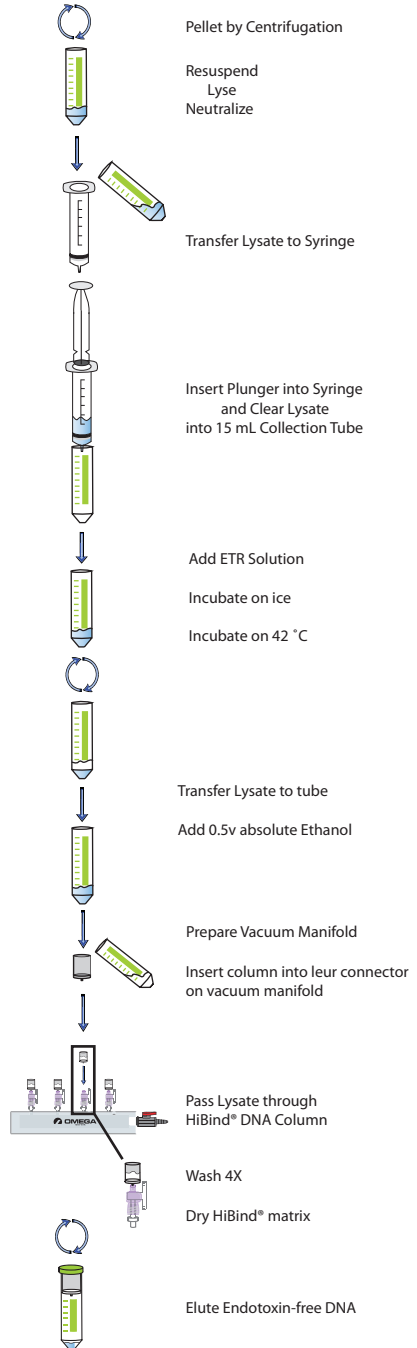 Pellet by Centrifugation
Resuspend
Lyse
Neutralize
Transfer Lysate to Syringe
Insert Plunger into Syringe
and Clear Lysate
into 15 mL Collection Tube
Add ETR Solution
Incubate on ice
Incubate on 42 ˚C
Transfer Lysate to tube
Add 0.5v absolute Ethanol
Prepare Vacuum Manifold
Insert column into leur connector
on vacuum manifold
Pass Lysate through
HiBind® DNA Column
OMEGA
Wash 4X
Dry HiBind® matrix
Elute Endotoxin-free DNA